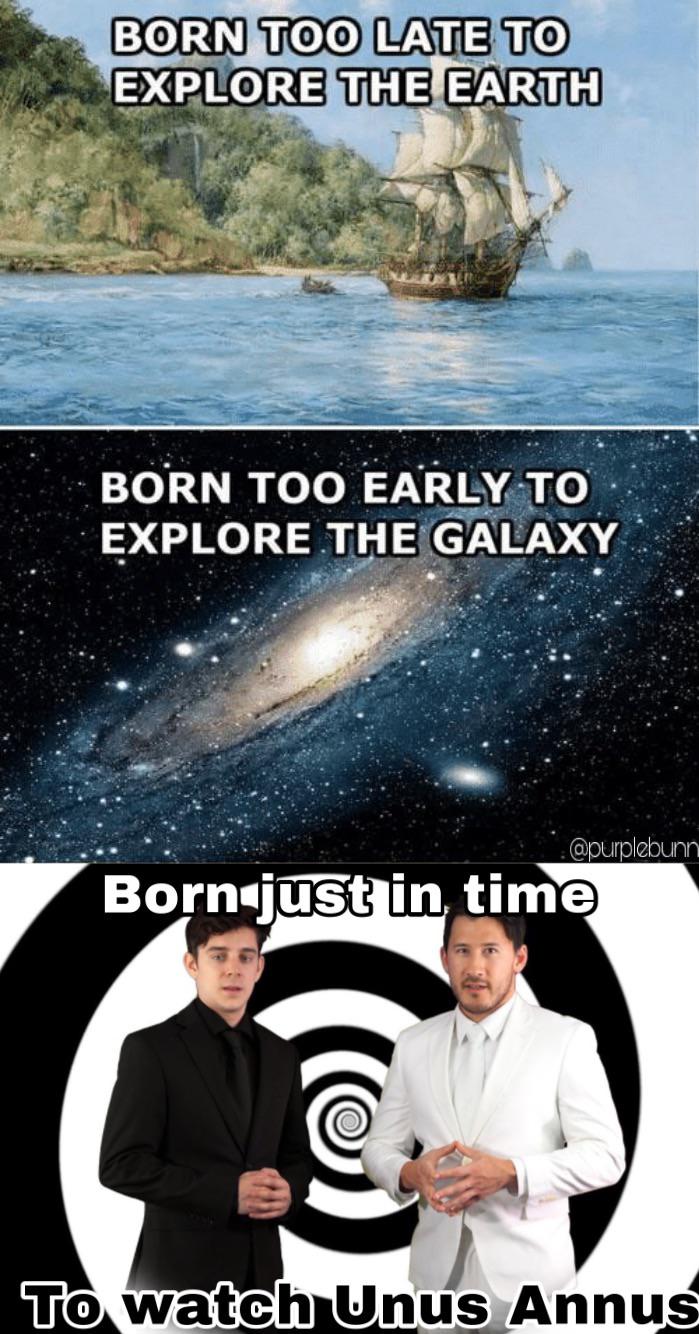 BORN TOO LATE TO
EXPLORE THE EARTH
BORN TOO EARLY TO
EXPLORE THE GALAXY
@purplebunn
Born just in time
To watch Unus Annus